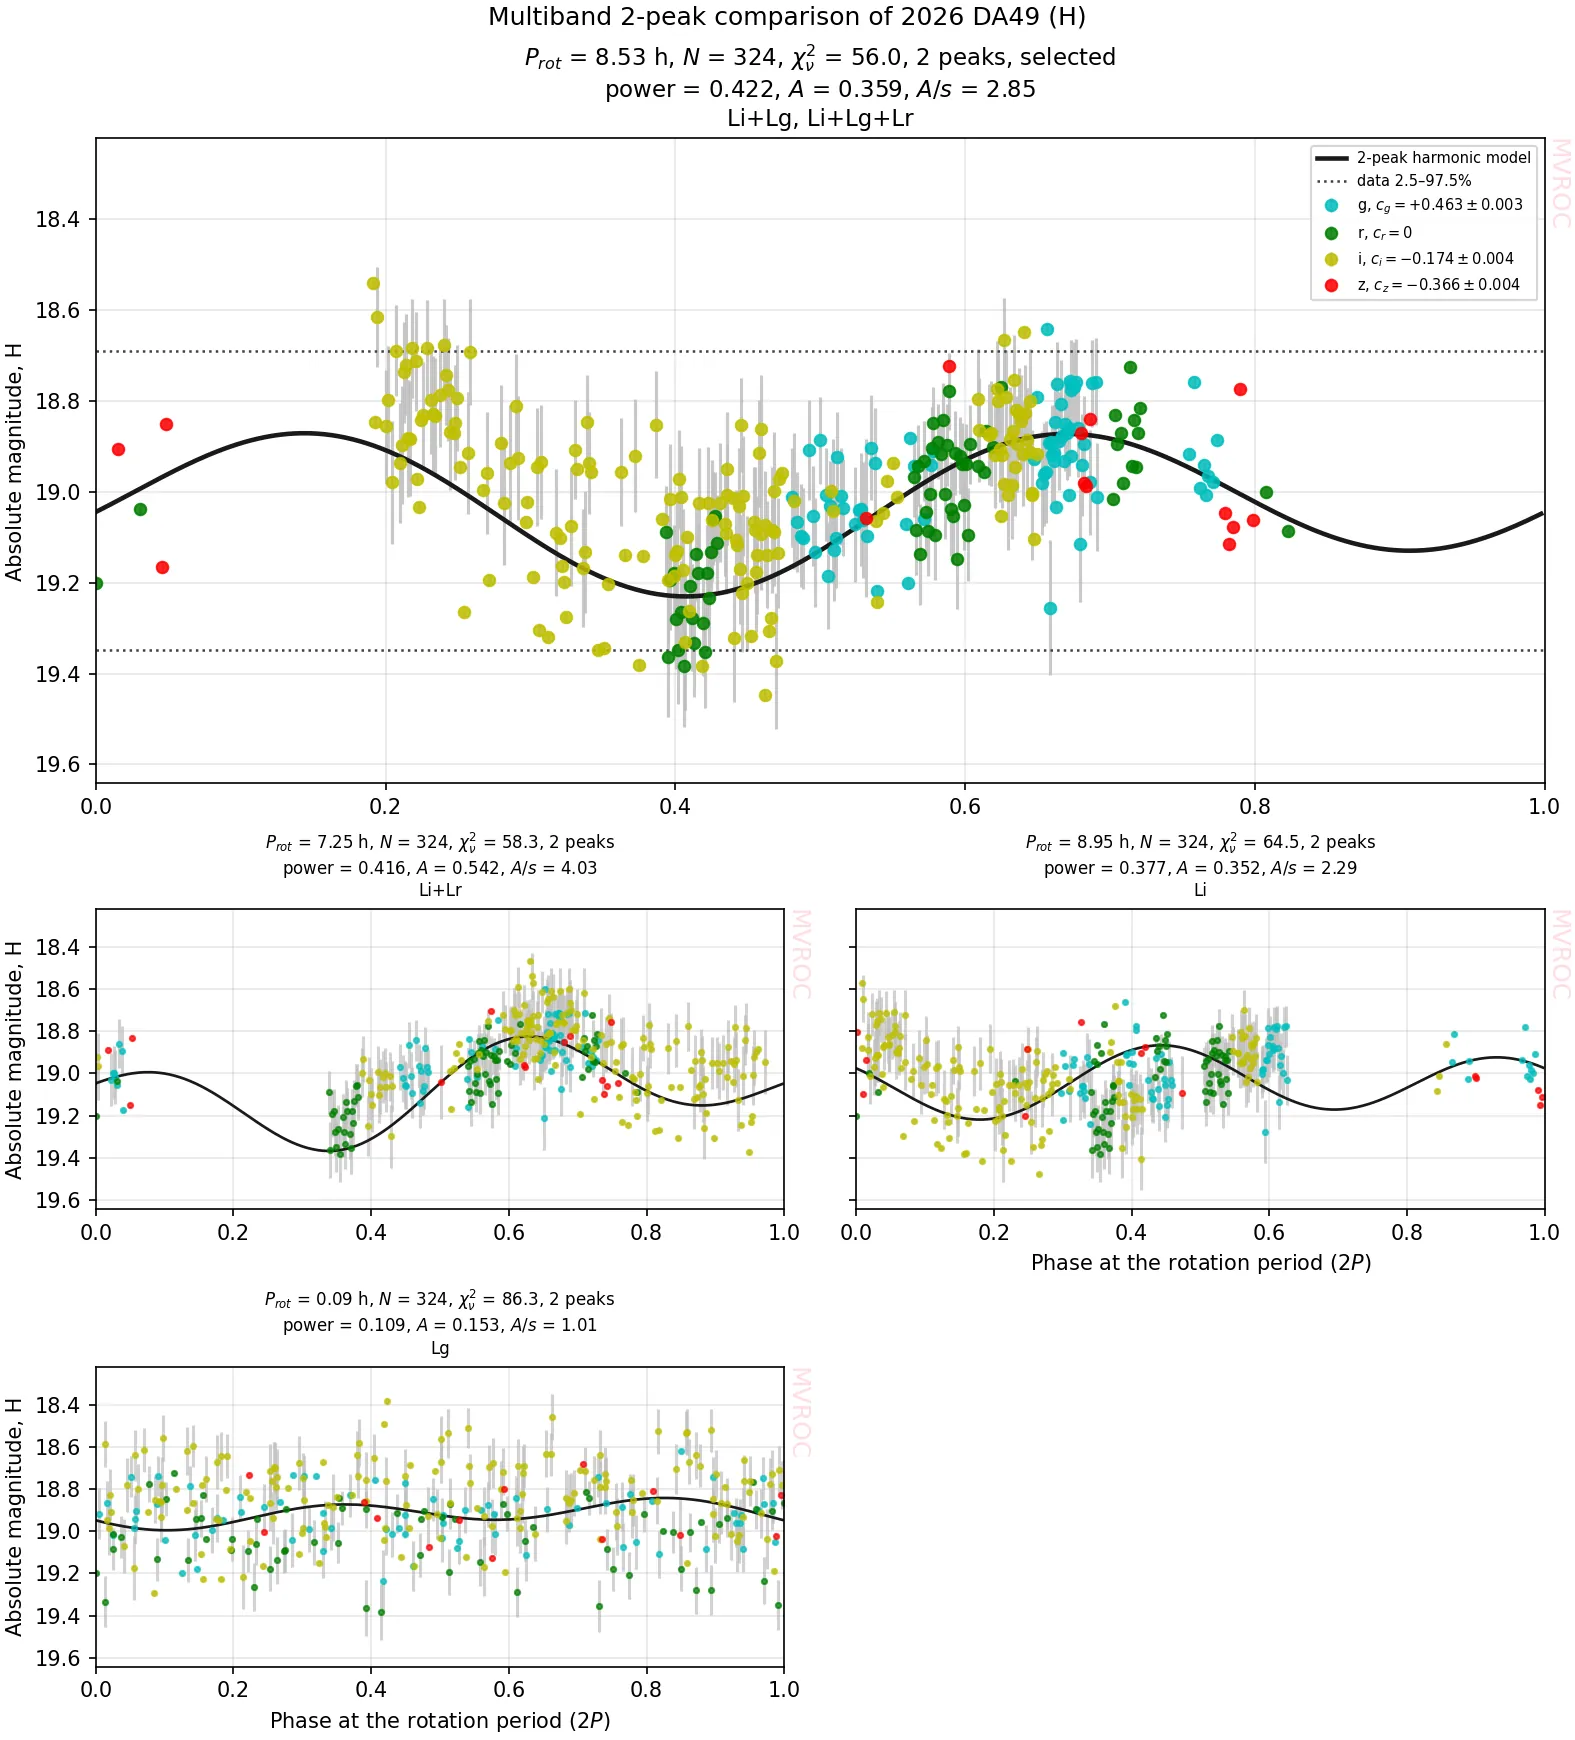 Multiband 2-peak comparison of 2026 DA49 (H)
P_rot = 8.53 h, N = 324, χ²_ν = 56.0, 2 peaks, selected
power = 0.422, A = 0.359, A/s = 2.85
Li+Lg, Li+Lg+Lr
2-peak harmonic model
data 2.5–97.5%
g, c_g = +0.463 ± 0.003
r, c_r = 0
i, c_i = −0.174 ± 0.004
z, c_z = −0.366 ± 0.004
MVROC
Absolute magnitude, H
18.4
18.6
18.8
19.0
19.2
19.4
19.6
0.0 0.2 0.4 0.6 0.8 1.0
P_rot = 7.25 h, N = 324, χ²_ν = 58.3, 2 peaks
power = 0.416, A = 0.542, A/s = 4.03
Li+Lr
MVROC
Absolute magnitude, H
18.4
18.6
18.8
19.0
19.2
19.4
19.6
0.0 0.2 0.4 0.6 0.8 1.0
P_rot = 8.95 h, N = 324, χ²_ν = 64.5, 2 peaks
power = 0.377, A = 0.352, A/s = 2.29
Li
MVROC
0.0 0.2 0.4 0.6 0.8 1.0
Phase at the rotation period (2P)
P_rot = 0.09 h, N = 324, χ²_ν = 86.3, 2 peaks
power = 0.109, A = 0.153, A/s = 1.01
Lg
MVROC
Absolute magnitude, H
18.4
18.6
18.8
19.0
19.2
19.4
19.6
0.0 0.2 0.4 0.6 0.8 1.0
Phase at the rotation period (2P)